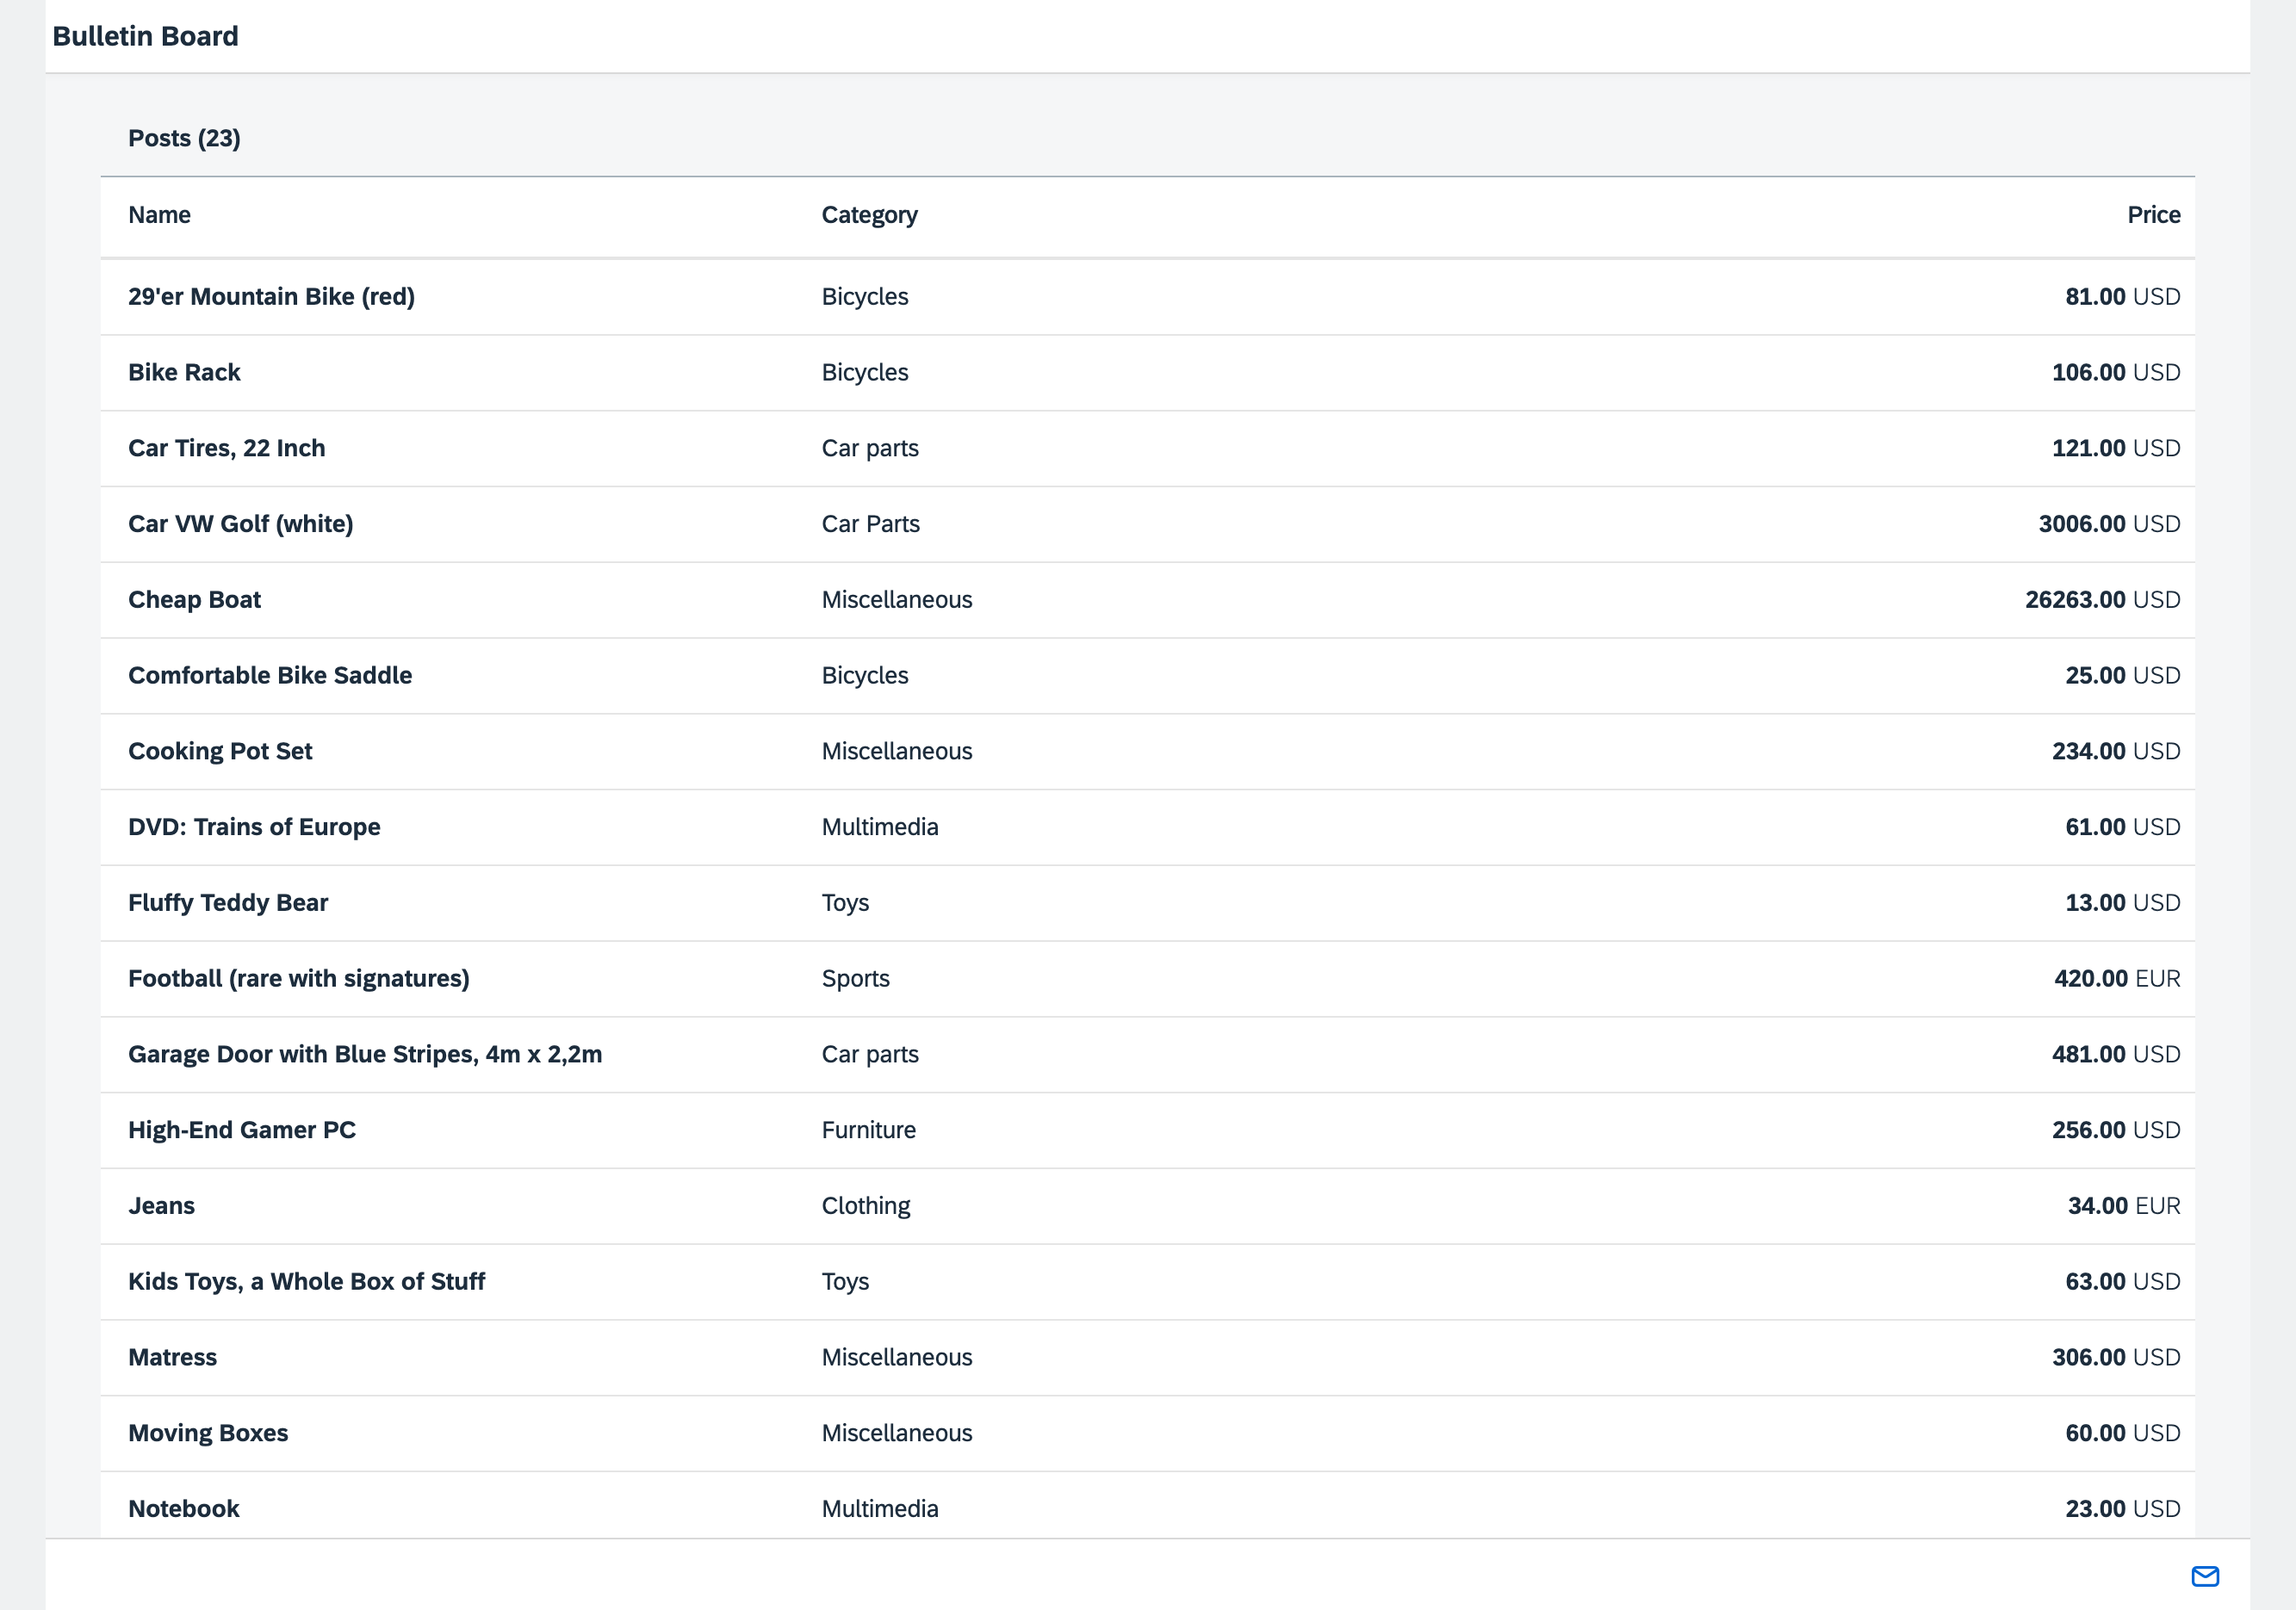 Bulletin Board
Posts (23)
Name Category Price
29'er Mountain Bike (red) Bicycles 81.00 USD
Bike Rack Bicycles 106.00 USD
Car Tires, 22 Inch Car parts 121.00 USD
Car VW Golf (white) Car Parts 3006.00 USD
Cheap Boat Miscellaneous 26263.00 USD
Comfortable Bike Saddle Bicycles 25.00 USD
Cooking Pot Set Miscellaneous 234.00 USD
DVD: Trains of Europe Multimedia 61.00 USD
Fluffy Teddy Bear Toys 13.00 USD
Football (rare with signatures) Sports 420.00 EUR
Garage Door with Blue Stripes, 4m x 2,2m Car parts 481.00 USD
High-End Gamer PC Furniture 256.00 USD
Jeans Clothing 34.00 EUR
Kids Toys, a Whole Box of Stuff Toys 63.00 USD
Matress Miscellaneous 306.00 USD
Moving Boxes Miscellaneous 60.00 USD
Notebook Multimedia 23.00 USD